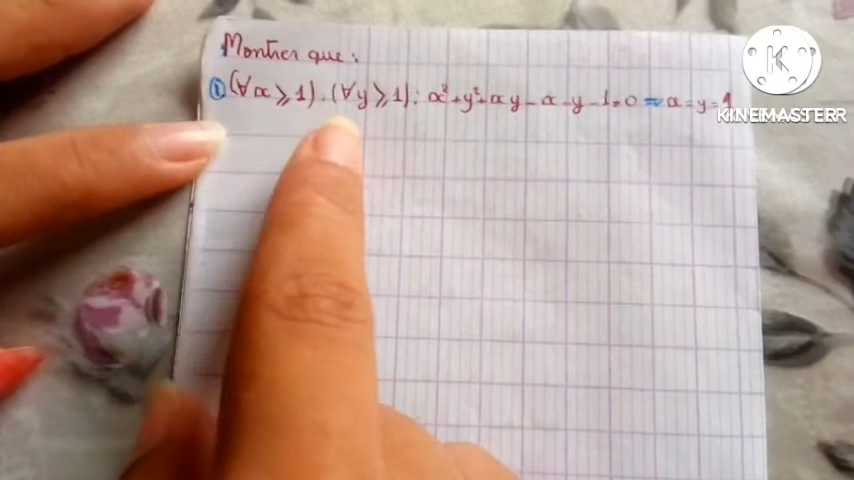 Montrer que :
① (∀x ⩾ 1). (∀y ⩾ 1) : x² + y² + xy - x - y - 1 = 0 ⇒ x = y = 1
K
KINEMASTER